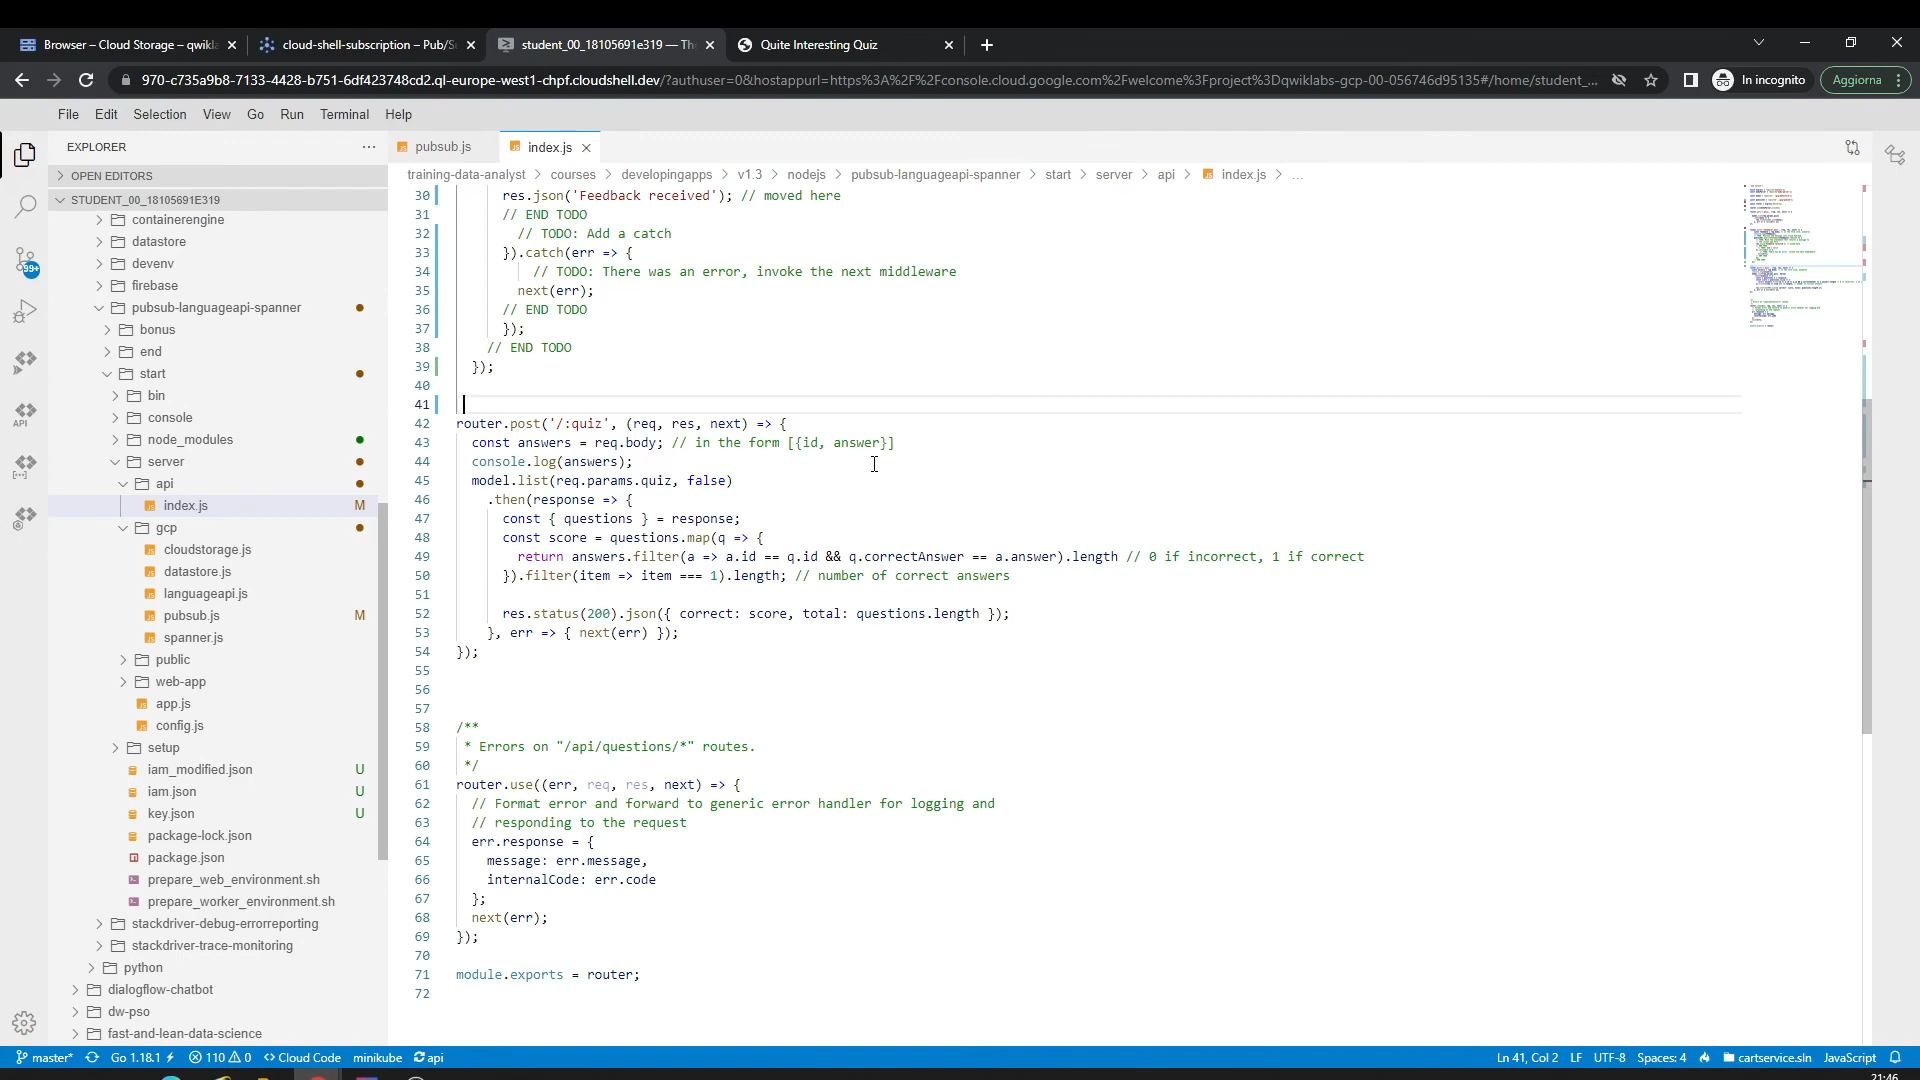 Browser – Cloud Storage – qwikl
cloud-shell-subscription – Pub/S
student_00_18105691e319 — Th
Quite Interesting Quiz
970-c735a9b8-7133-4428-b751-6df423748cd2.ql-europe-west1-chpf.cloudshell.dev/?authuser=0&hostappurl=https%3A%2F%2Fconsole.cloud.google.com%2Fwelcome%3Fproject%3Dqwiklabs-gcp-00-056746d95135#/home/student_...
In incognito
Aggiorna
File Edit Selection View Go Run Terminal Help
EXPLORER
OPEN EDITORS
STUDENT_00_18105691E319
containerengine
datastore
devenv
firebase
pubsub-languageapi-spanner
bonus
end
start
bin
console
node_modules
server
api
index.js M
gcp
cloudstorage.js
datastore.js
languageapi.js
pubsub.js M
spanner.js
public
web-app
app.js
config.js
setup
iam_modified.json U
iam.json U
key.json U
package-lock.json
package.json
prepare_web_environment.sh
prepare_worker_environment.sh
stackdriver-debug-errorreporting
stackdriver-trace-monitoring
python
dialogflow-chatbot
dw-pso
fast-and-lean-data-science
99+
API
pubsub.js
index.js
training-data-analyst > courses > developingapps > v1.3 > nodejs > pubsub-languageapi-spanner > start > server > api > index.js > ...
30 res.json('Feedback received'); // moved here
31 // END TODO
32 // TODO: Add a catch
33 }).catch(err => {
34 // TODO: There was an error, invoke the next middleware
35 next(err);
36 // END TODO
37 });
38 // END TODO
39 });
40
41
42 router.post('/:quiz', (req, res, next) => {
43 const answers = req.body; // in the form [{id, answer}]
44 console.log(answers);
45 model.list(req.params.quiz, false)
46 .then(response => {
47 const { questions } = response;
48 const score = questions.map(q => {
49 return answers.filter(a => a.id == q.id && q.correctAnswer == a.answer).length // 0 if incorrect, 1 if correct
50 }).filter(item => item === 1).length; // number of correct answers
51
52 res.status(200).json({ correct: score, total: questions.length });
53 }, err => { next(err) });
54 });
55
56
57
58 /**
59 * Errors on "/api/questions/*" routes.
60 */
61 router.use((err, req, res, next) => {
62 // Format error and forward to generic error handler for logging and
63 // responding to the request
64 err.response = {
65 message: err.message,
66 internalCode: err.code
67 };
68 next(err);
69 });
70
71 module.exports = router;
72
master* Go 1.18.1 110 0 Cloud Code minikube api
Ln 41, Col 2 LF UTF-8 Spaces: 4 cartservice.sln JavaScript
21:46